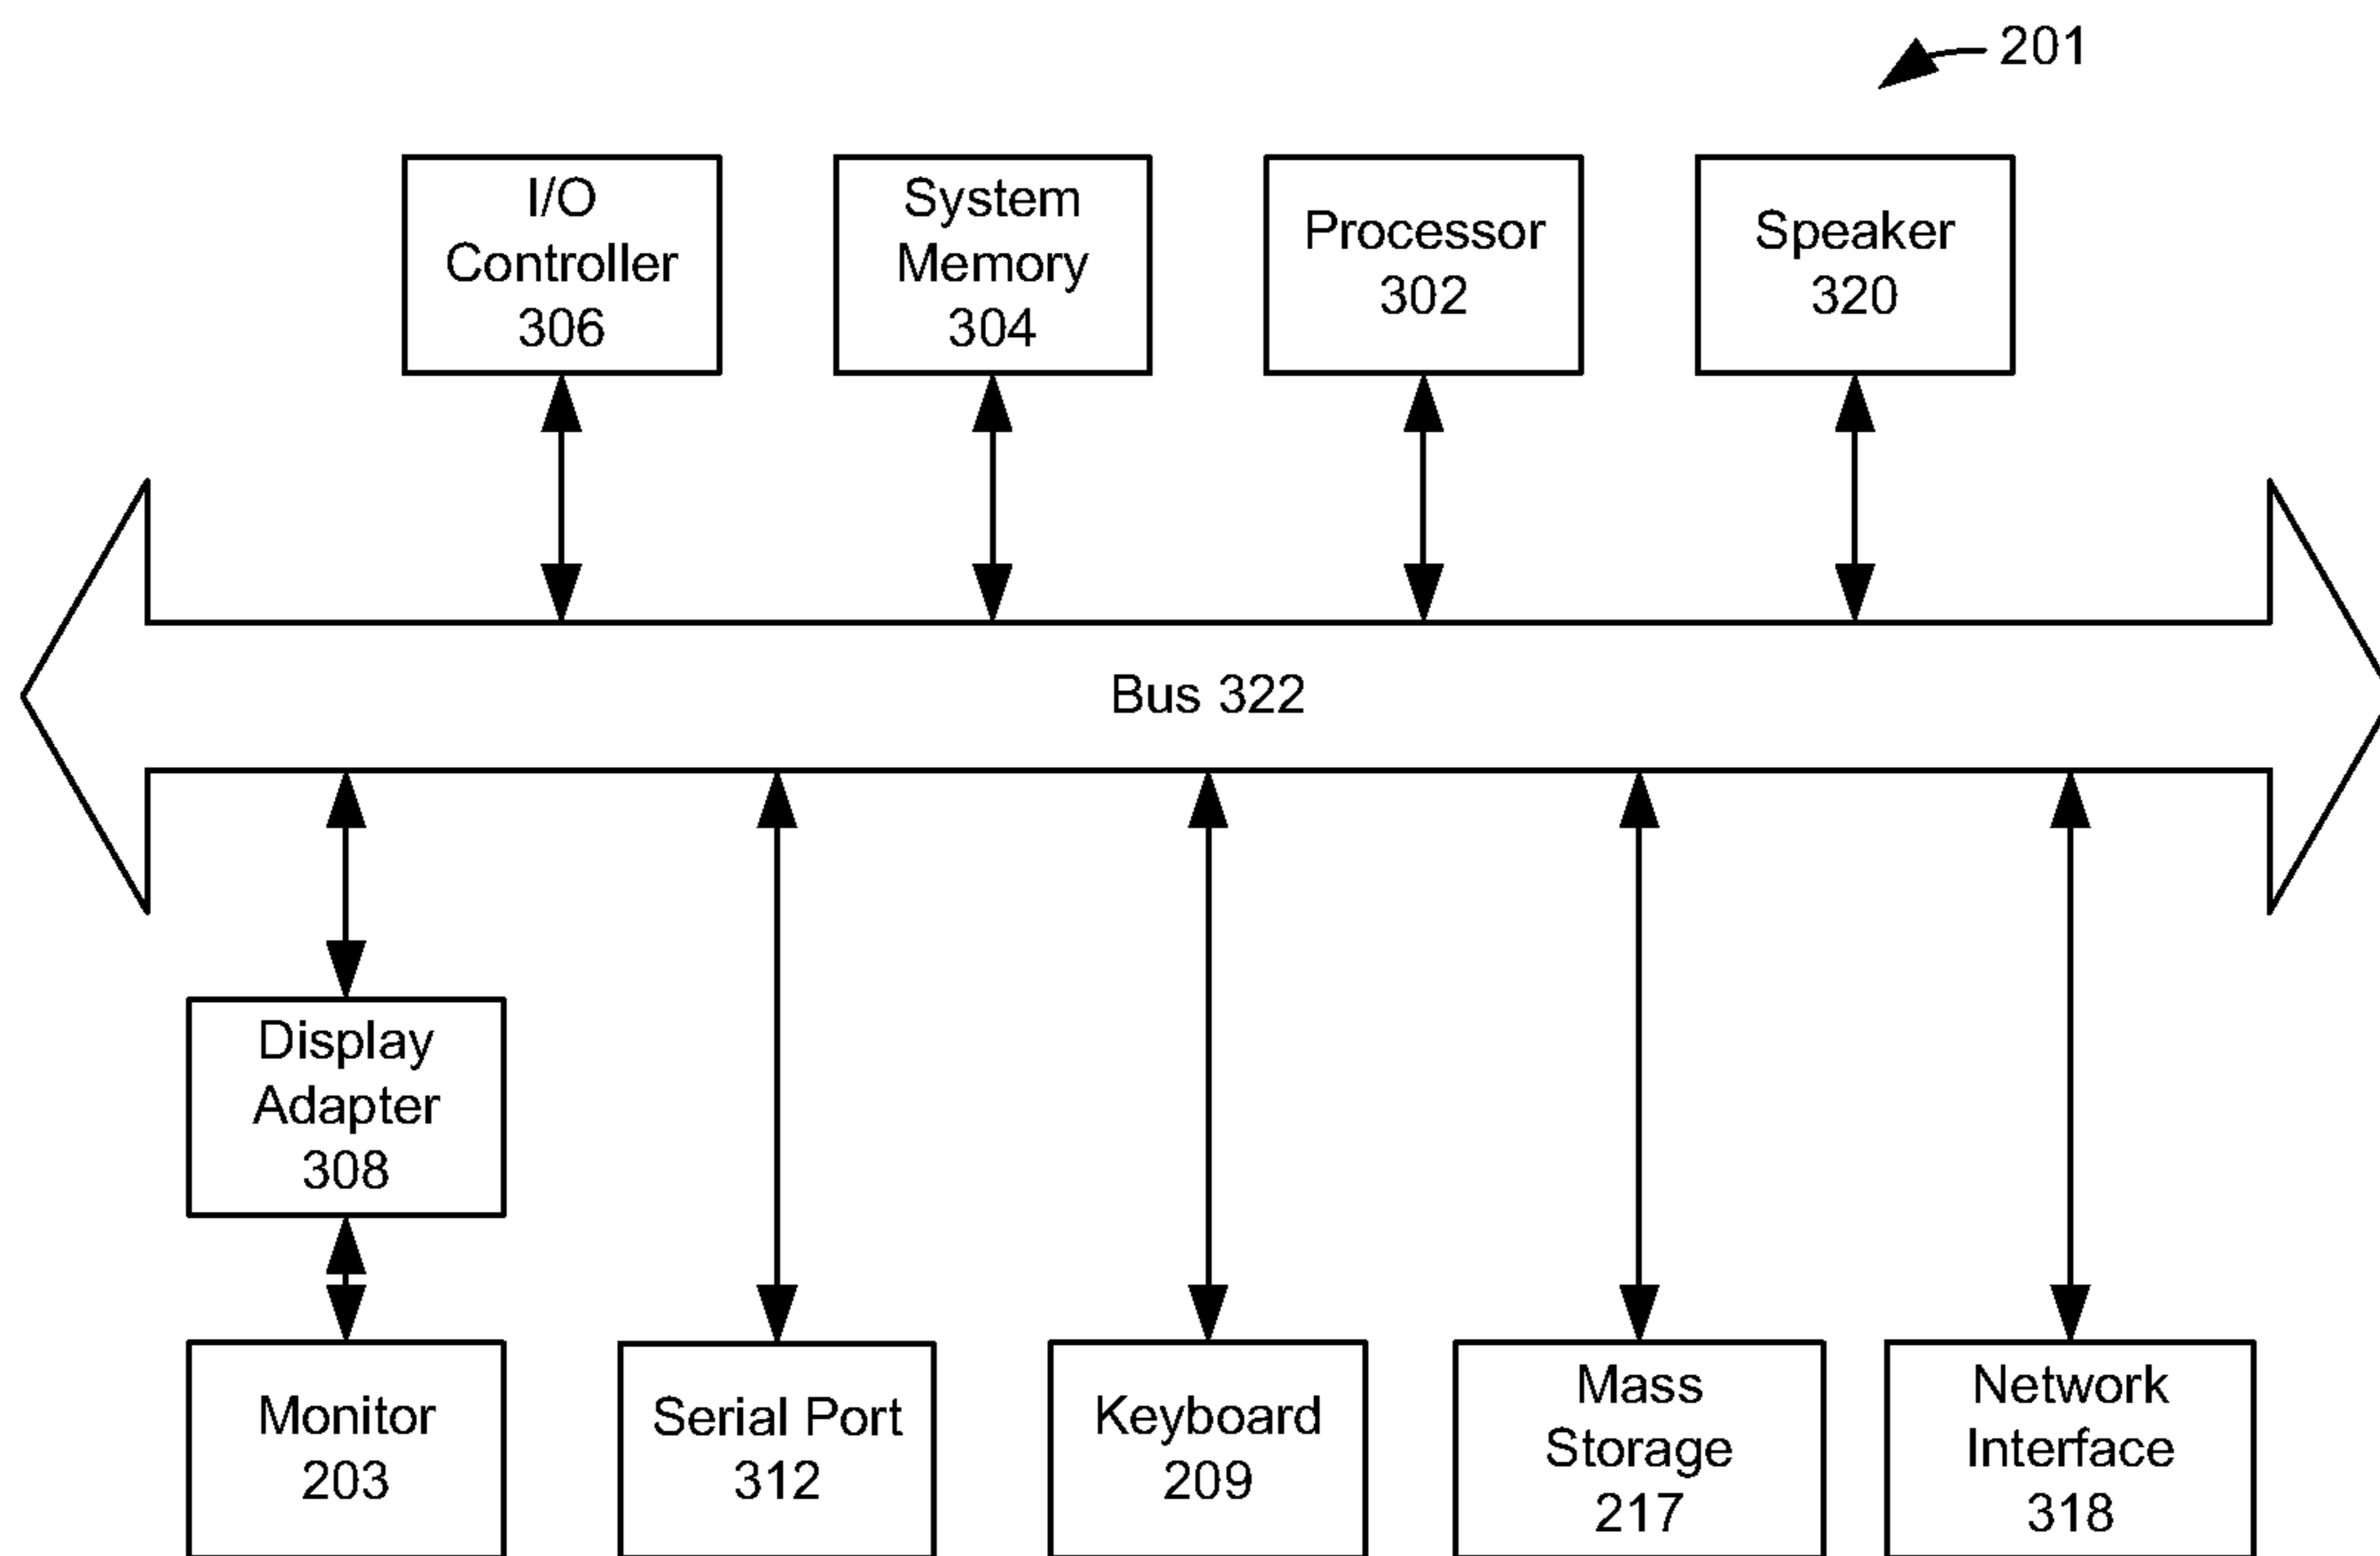 201
I/O
Controller
306
System
Memory
304
Processor
302
Speaker
320
Bus 322
Display
Adapter
308
Monitor
203
Serial Port
312
Keyboard
209
Mass
Storage
217
Network
Interface
318